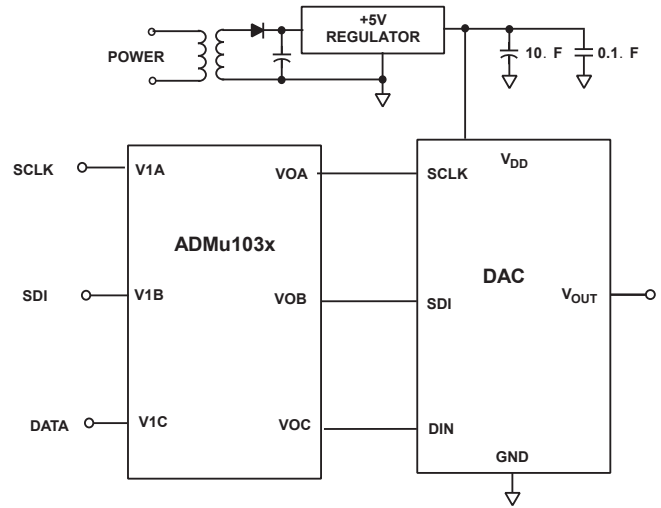 +5V
REGULATOR
POWER
10. F
0.1. F
SCLK
V1A
VOA
SCLK
VDD
ADMu103x
DAC
SDI
V1B
VOB
SDI
VOUT
DATA
V1C
VOC
DIN
GND